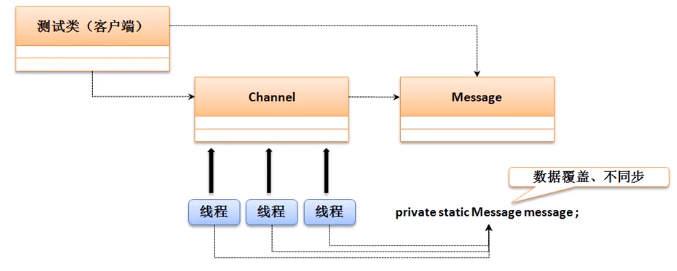 测试类（客户端）
Channel
Message
数据覆盖、不同步
线程
线程
线程
private static Message message ;